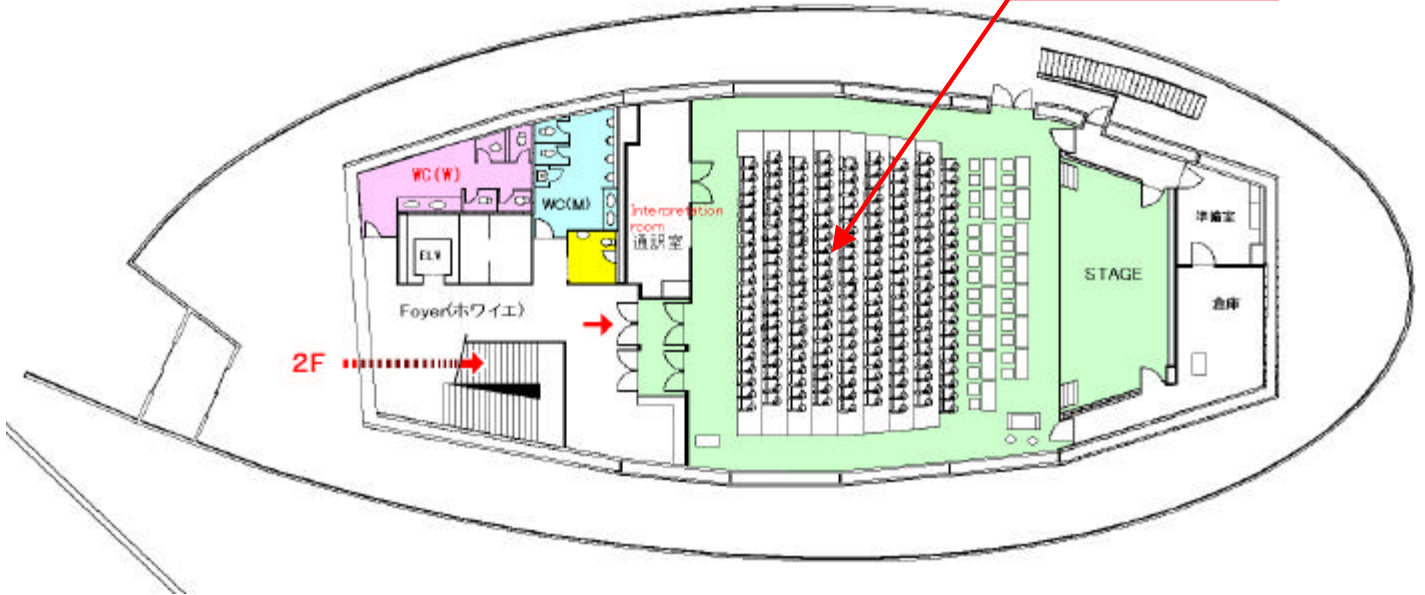 WC(W)
WC(M)
Interpretation
room
通訳室
ELV
Foyer(ホワイエ)
2F
STAGE
準備室
倉庫